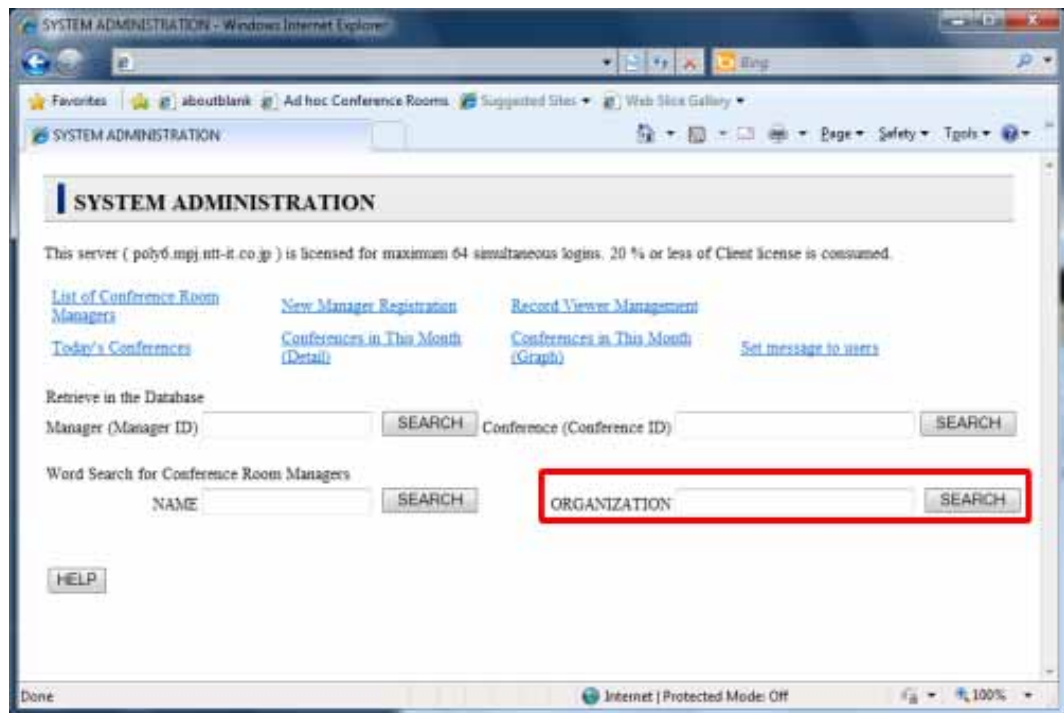 SYSTEM ADMINISTRATION - Windows Internet Explorer
Bing
Favorites aboutblank Ad hoc Conference Rooms Suggested Sites Web Slice Gallery
SYSTEM ADMINISTRATION Page Safety Tools
SYSTEM ADMINISTRATION
This server ( poly6.mpj.ntt-it.co.jp ) is licensed for maximum 64 simultaneous logins. 20 % or less of Client license is consumed.
List of Conference Room Managers
New Manager Registration
Record Viewer Management
Today's Conferences
Conferences in This Month (Detail)
Conferences in This Month (Graph)
Set message to users
Retrieve in the Database
Manager (Manager ID) SEARCH Conference (Conference ID) SEARCH
Word Search for Conference Room Managers
NAME SEARCH ORGANIZATION SEARCH
HELP
Done Internet | Protected Mode: Off 100%